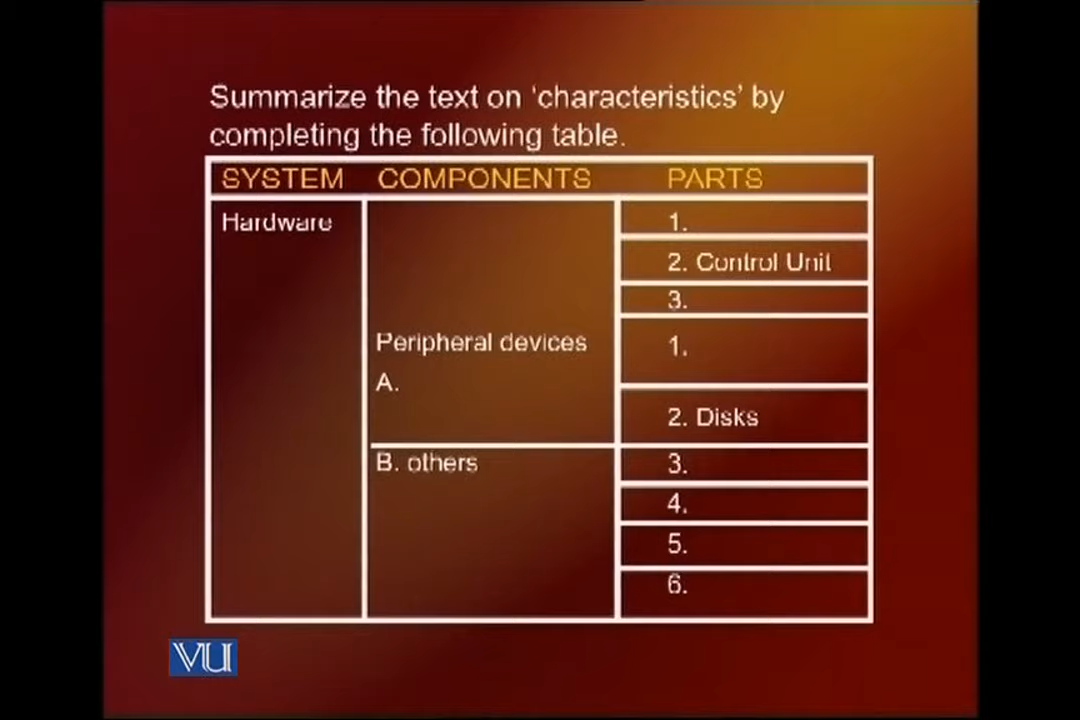 Summarize the text on ‘characteristics’ by
completing the following table.
SYSTEM COMPONENTS PARTS
Hardware 1.
2. Control Unit
3.
Peripheral devices 1.
A.
2. Disks
B. others 3.
4.
5.
6.
VU